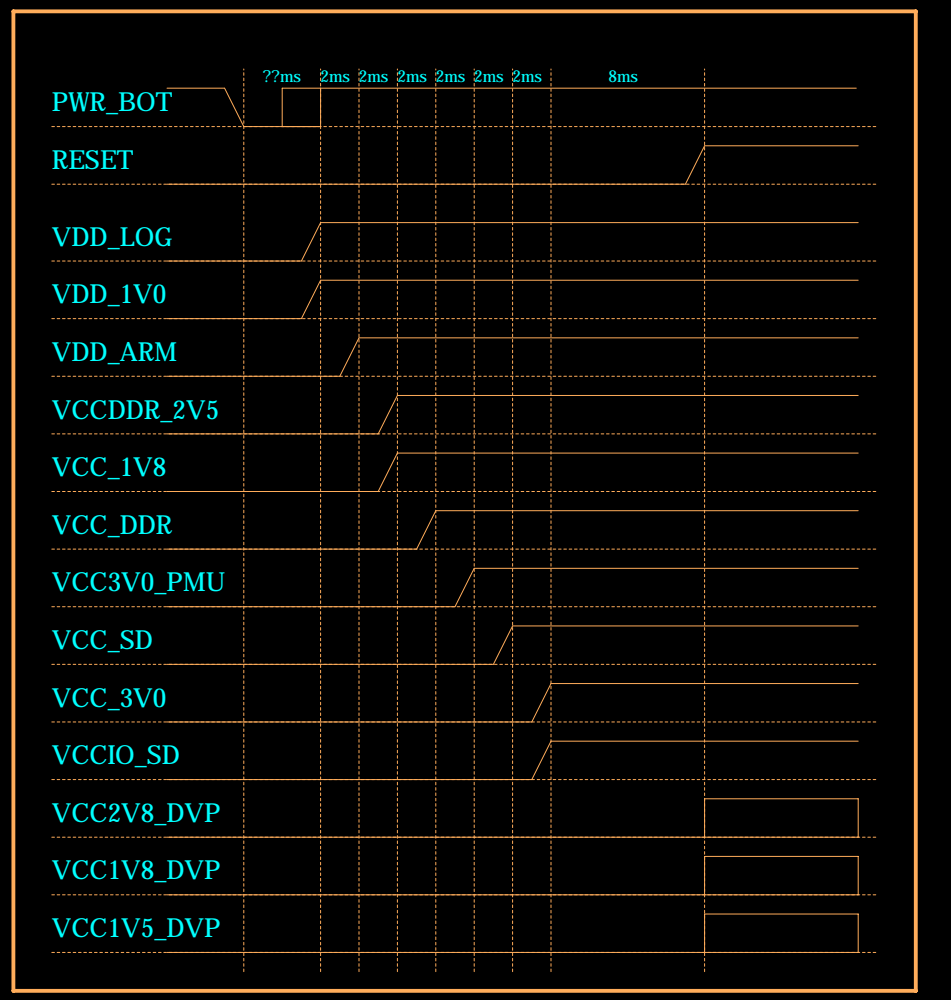 ??ms 2ms 2ms 2ms 2ms 2ms 2ms 8ms
PWR_BOT
RESET
VDD_LOG
VDD_1V0
VDD_ARM
VCCDDR_2V5
VCC_1V8
VCC_DDR
VCC3V0_PMU
VCC_SD
VCC_3V0
VCCIO_SD
VCC2V8_DVP
VCC1V8_DVP
VCC1V5_DVP